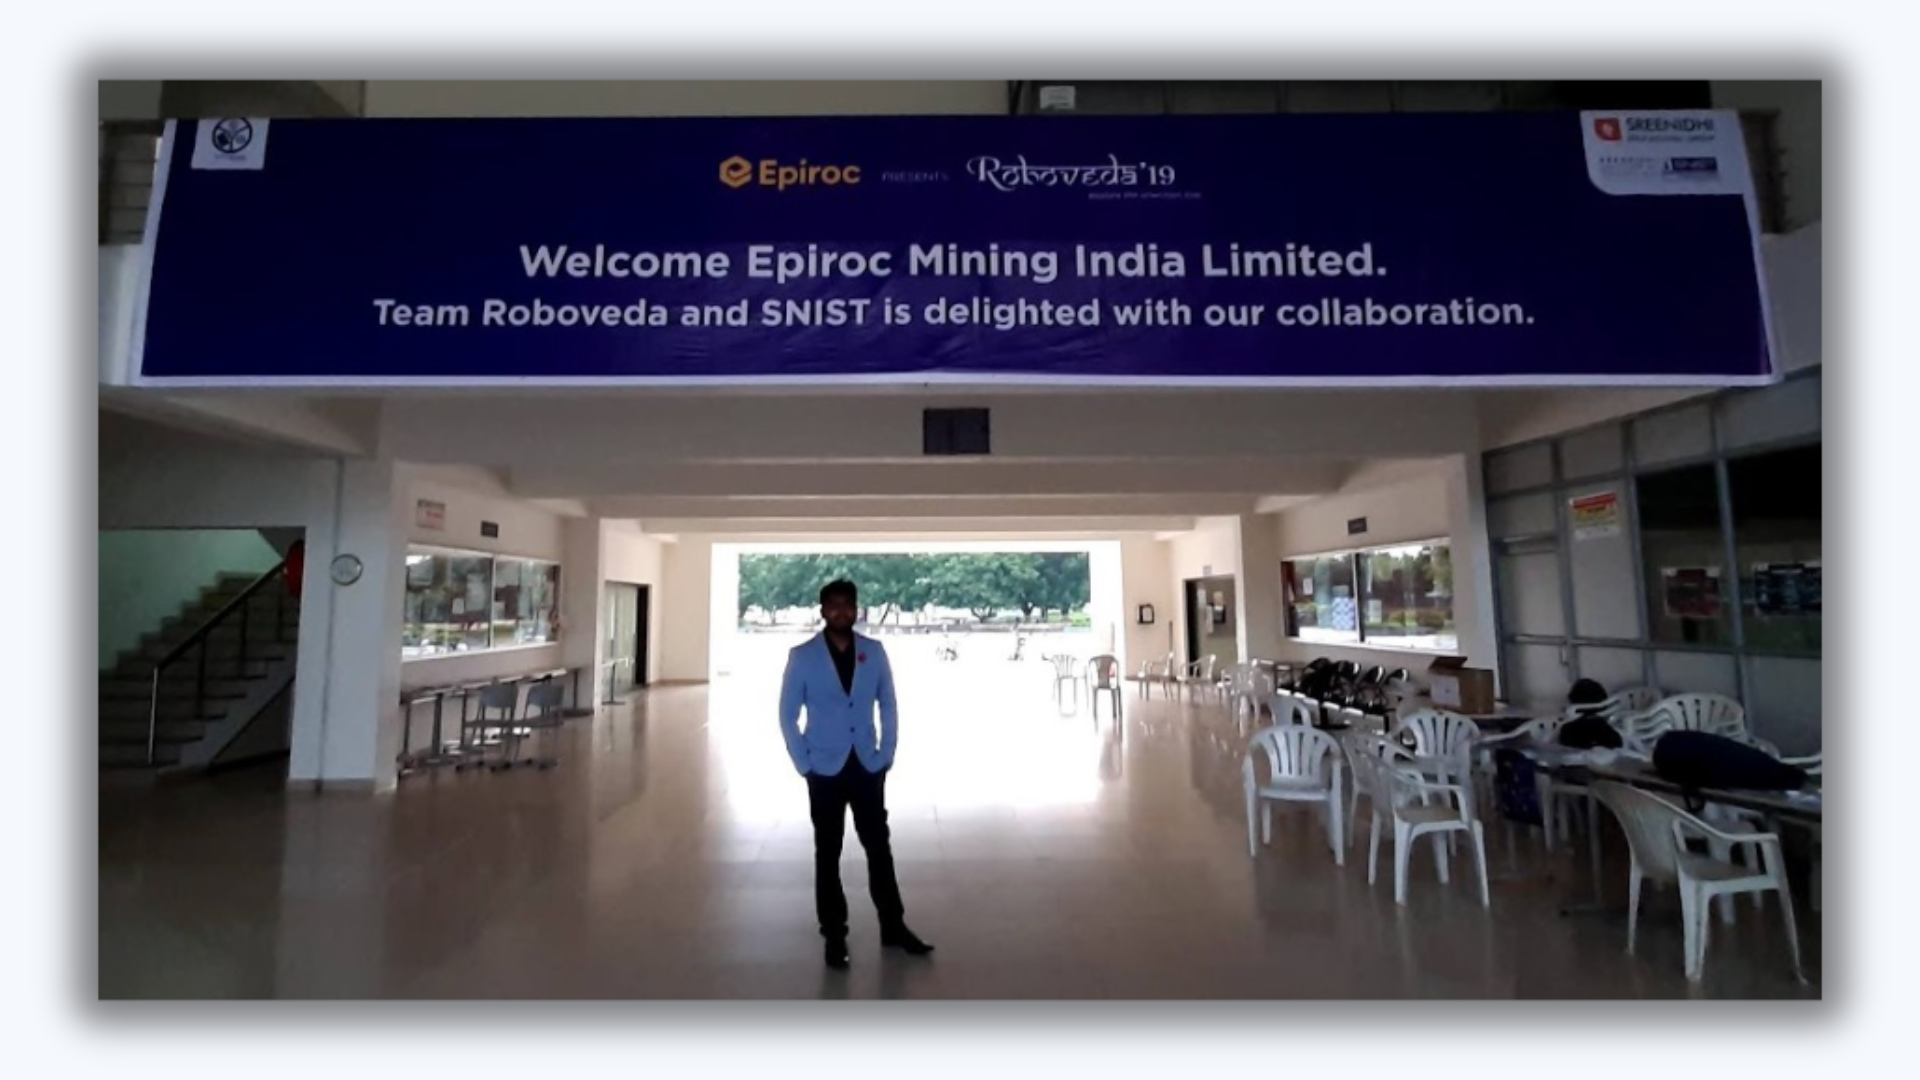 Epiroc PRESENTS Roboveda'19
SREENIDHI
Welcome Epiroc Mining India Limited.
Team Roboveda and SNIST is delighted with our collaboration.